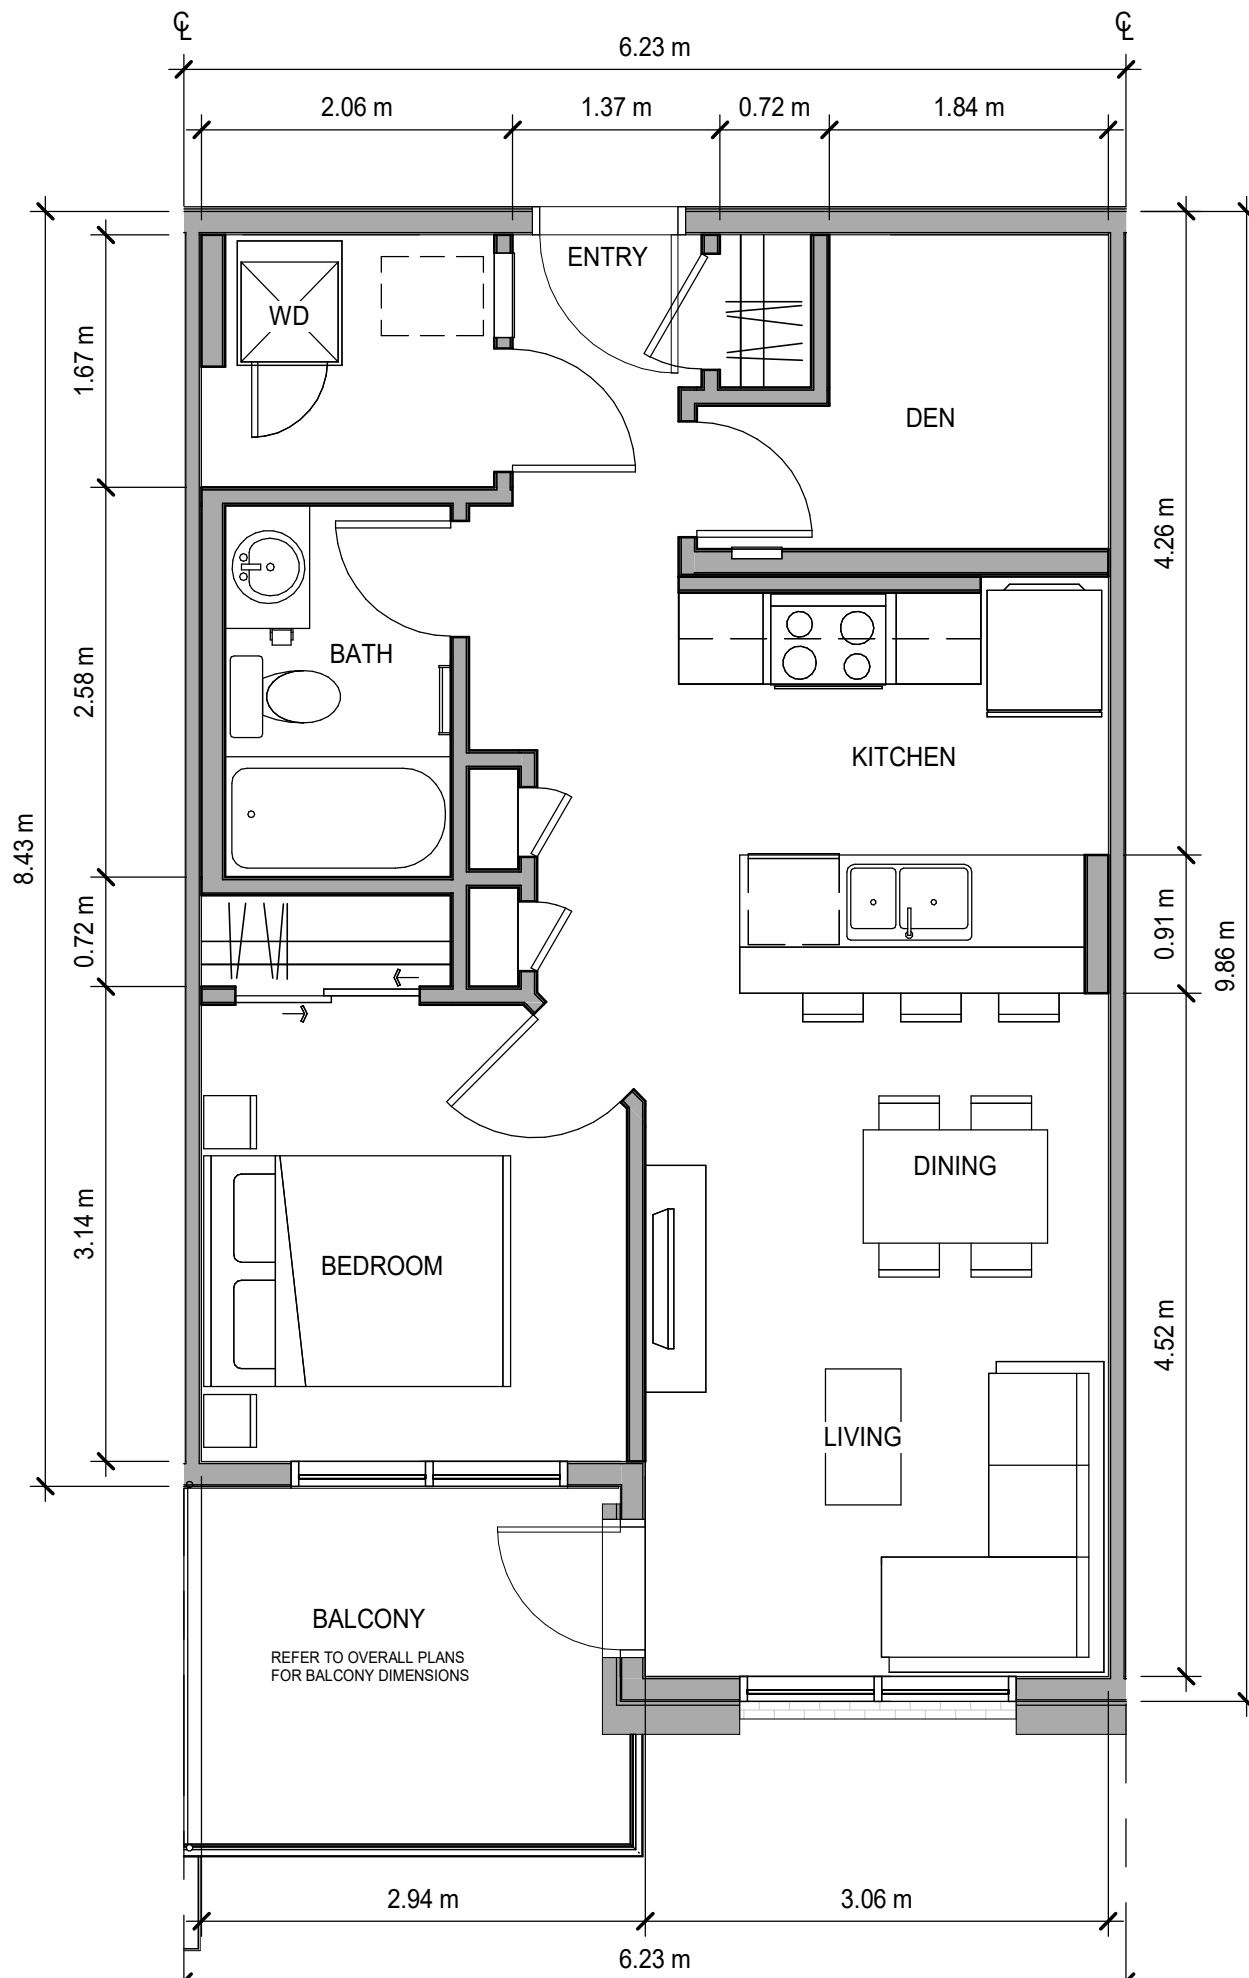 ℄ ℄
6.23 m
2.06 m 1.37 m 0.72 m 1.84 m
ENTRY
WD
1.67 m
DEN
4.26 m
BATH
2.58 m
KITCHEN
8.43 m
0.72 m
0.91 m
9.86 m
DINING
3.14 m
BEDROOM
4.52 m
LIVING
BALCONY
REFER TO OVERALL PLANS
FOR BALCONY DIMENSIONS
2.94 m 3.06 m
6.23 m